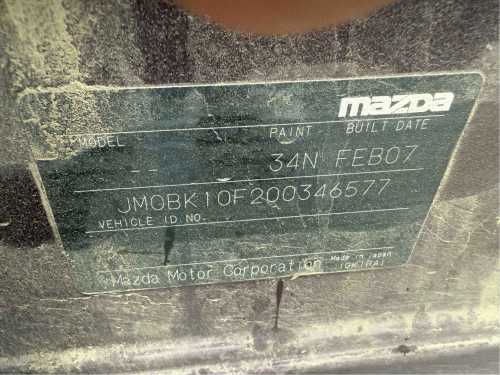 mazda
MODEL PAINT BUILT DATE
-- -- 34N FEB07
JM0BK10F200346577
VEHICLE ID NO.
Mazda Motor Corporation Made in Japan